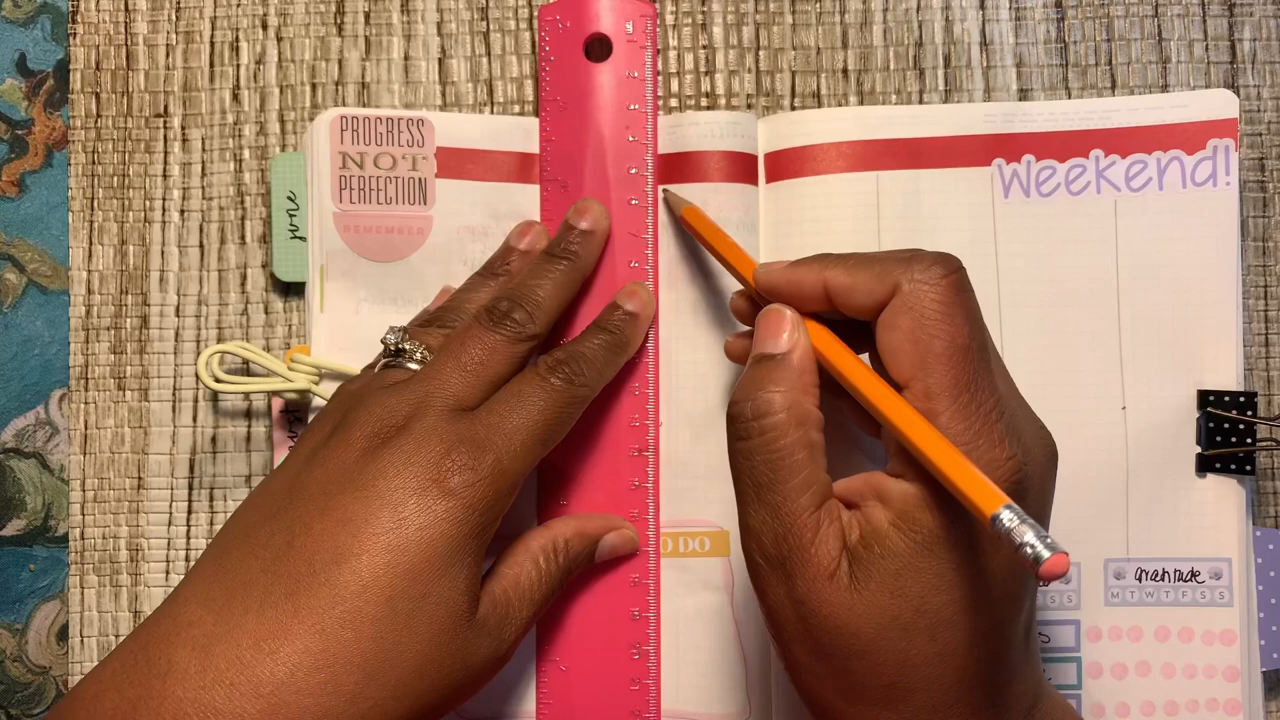 PROGRESS
NOT
PERFECTION
REMEMBER
june
Weekend!
O DO
gratitude
M T W T F S S
S S